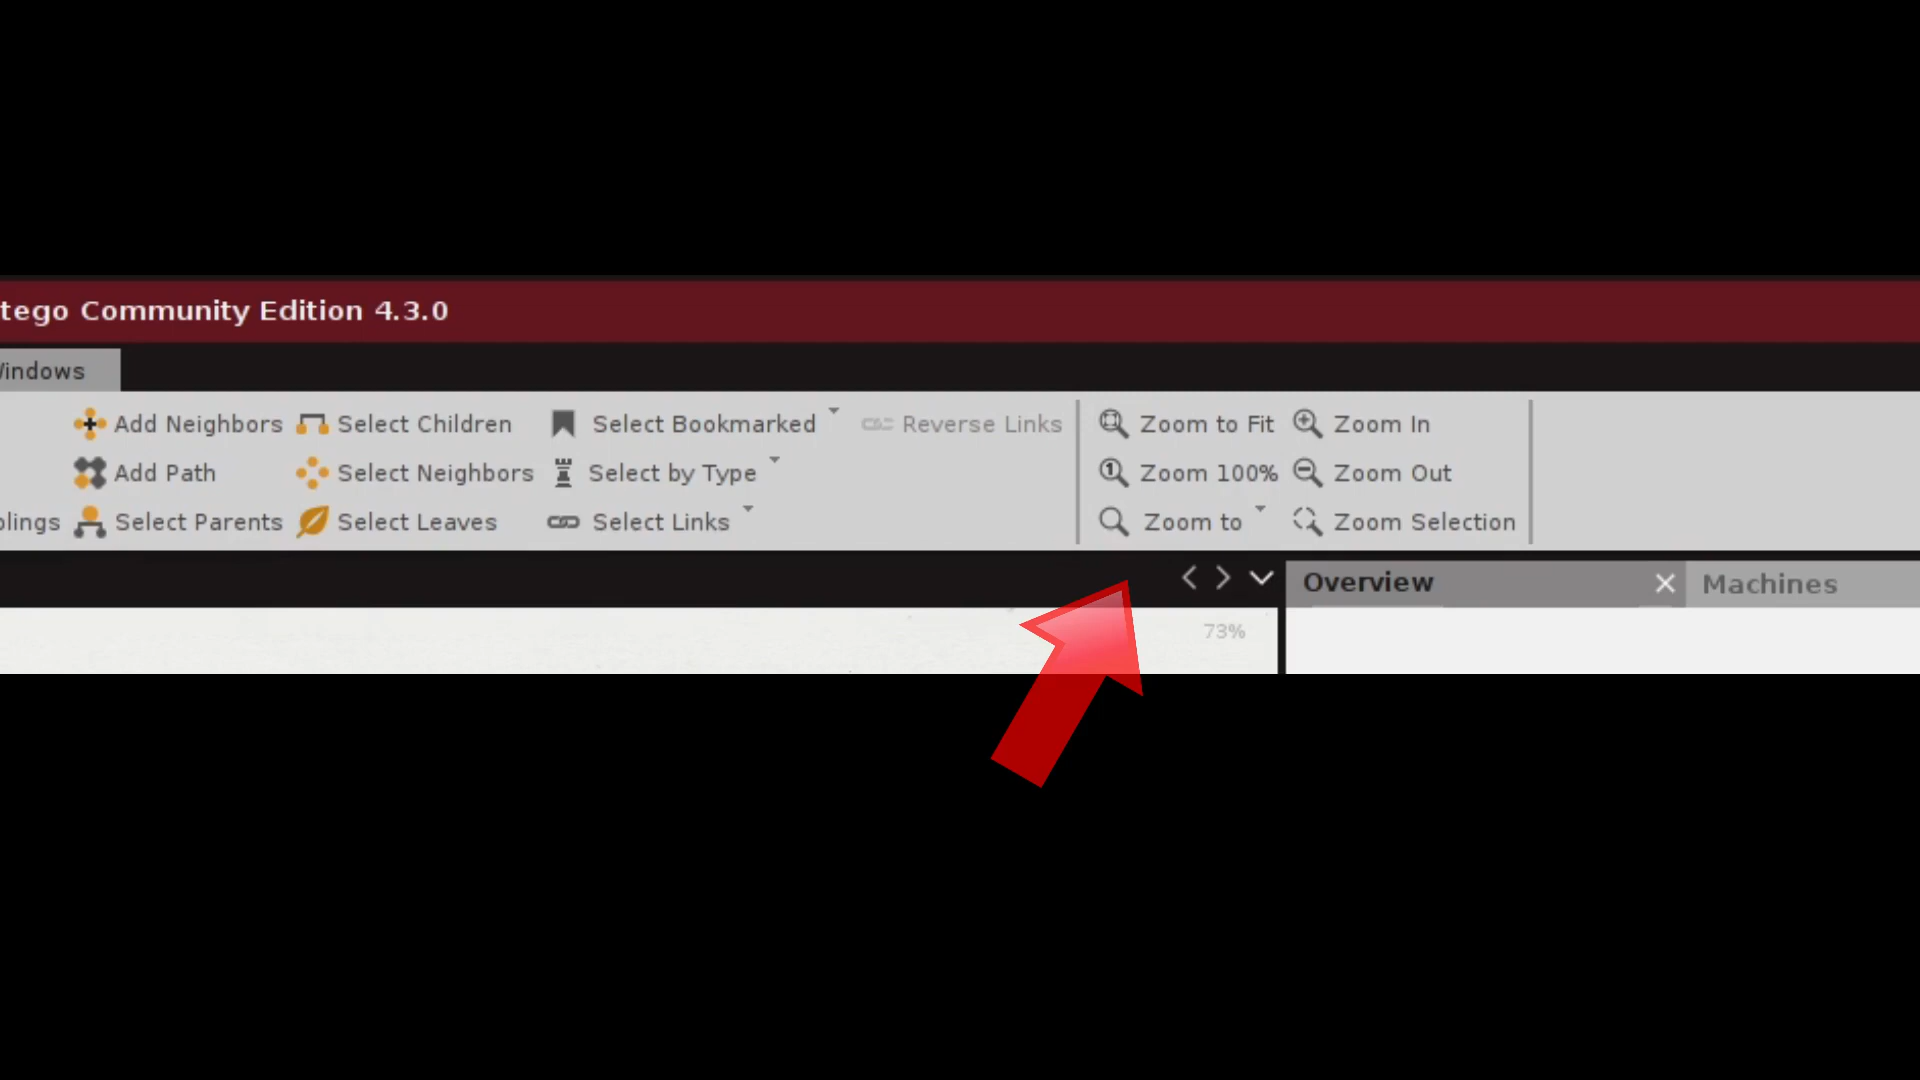 tego Community Edition 4.3.0
Windows
Add Neighbors Select Children Select Bookmarked Reverse Links Zoom to Fit Zoom In
Add Path Select Neighbors Select by Type Zoom 100% Zoom Out
blings Select Parents Select Leaves Select Links Zoom to Zoom Selection
Overview Machines
73%